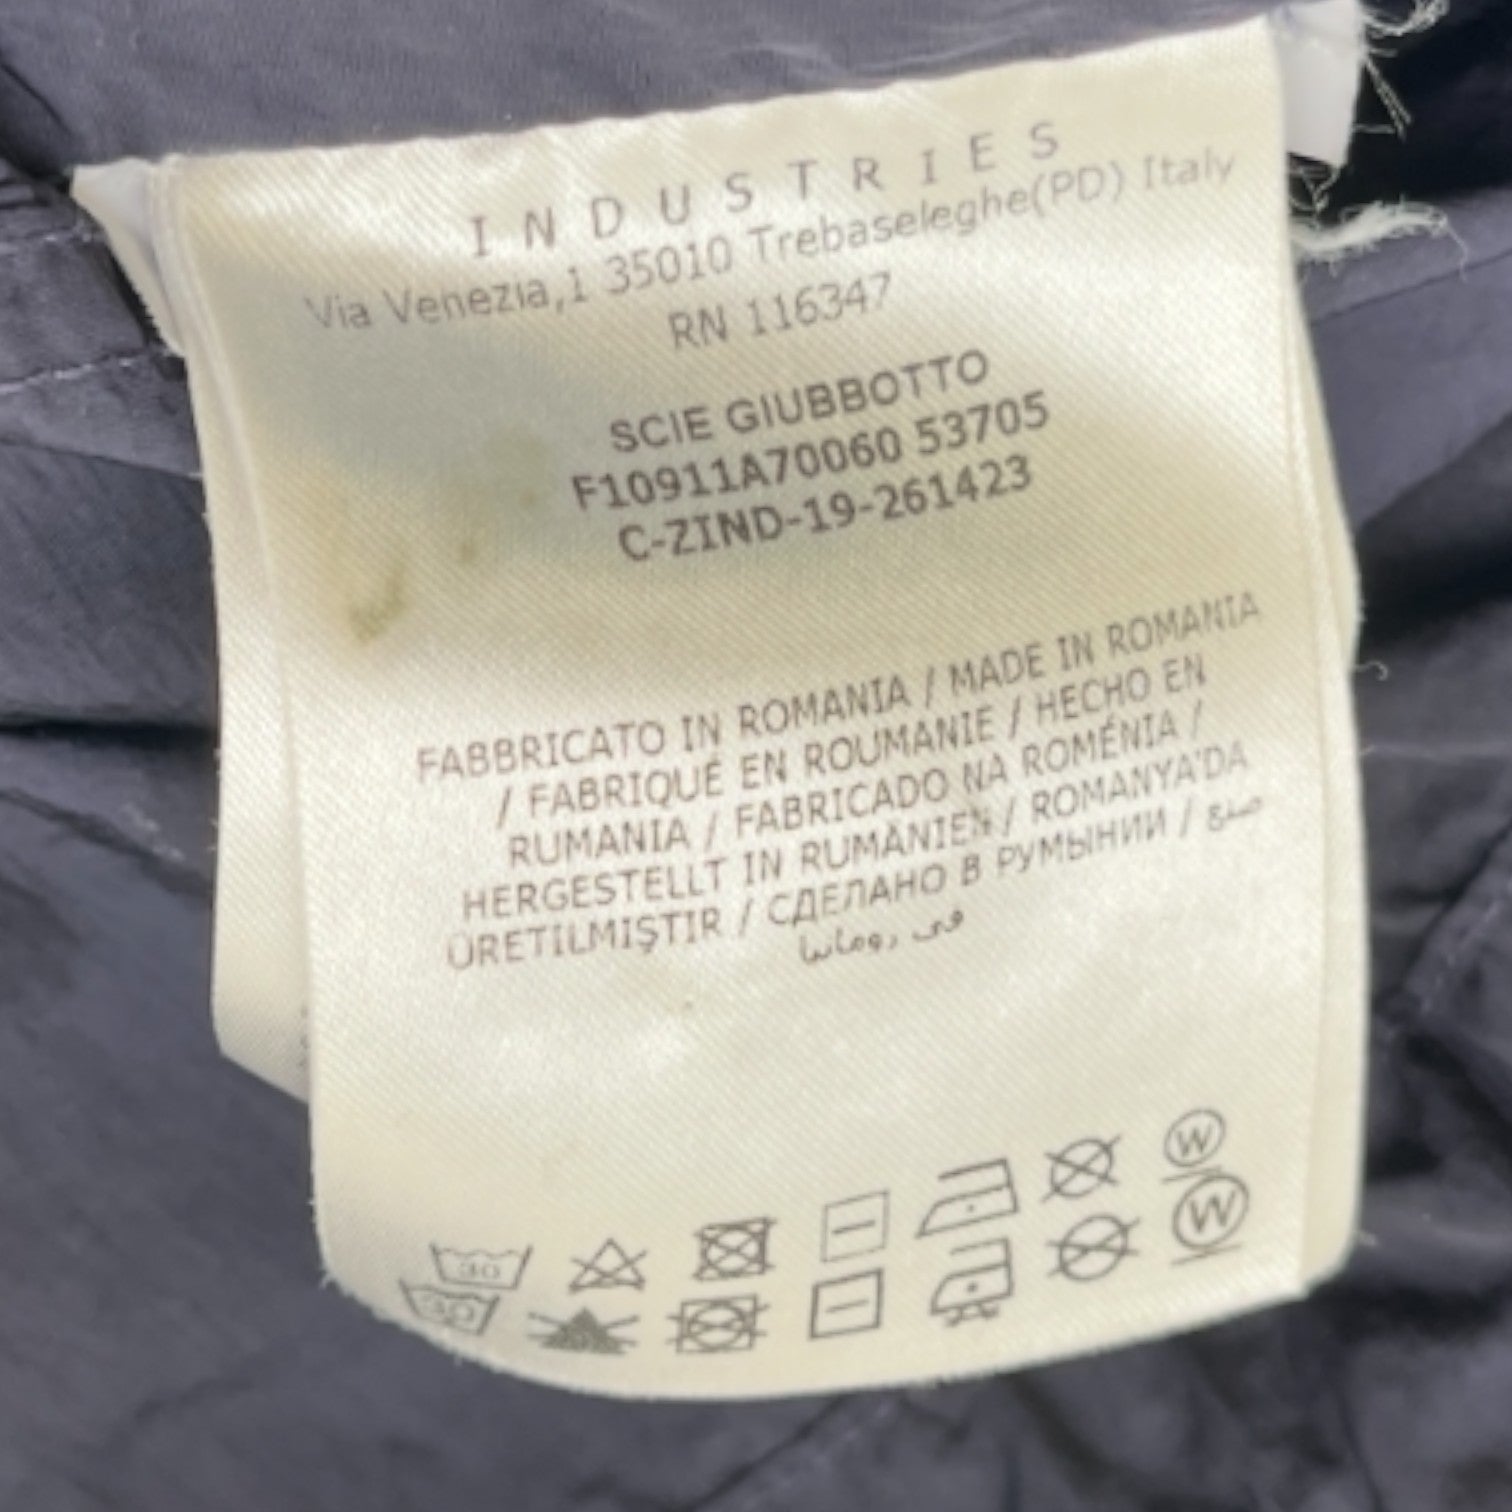 INDUSTRIES
Via Venezia,1 35010 Trebaseleghe(PD) Italy
RN 116347
SCIE GIUBBOTTO
F10911A70060 53705
C-ZIND-19-261423
FABBRICATO IN ROMANIA / MADE IN ROMANIA
/ FABRIQUÉ EN ROUMANIE / HECHO EN
RUMANIA / FABRICADO NA ROMÉNIA /
HERGESTELLT IN RUMÄNIEN / ROMANYA'DA
ÜRETILMIŞTIR / СДЕЛАНО В РУМЫНИИ / صنع
في رومانيا
30 W
30 W